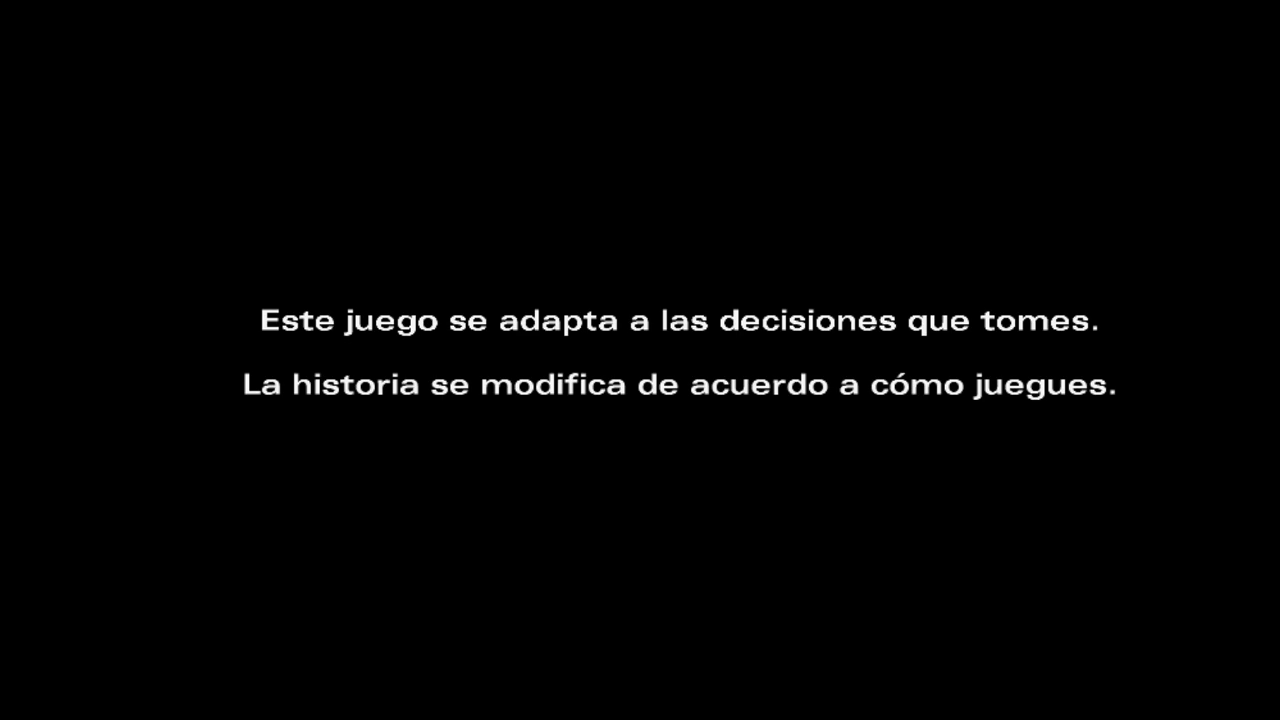 Este juego se adapta a las decisiones que tomes.
La historia se modifica de acuerdo a cómo juegues.